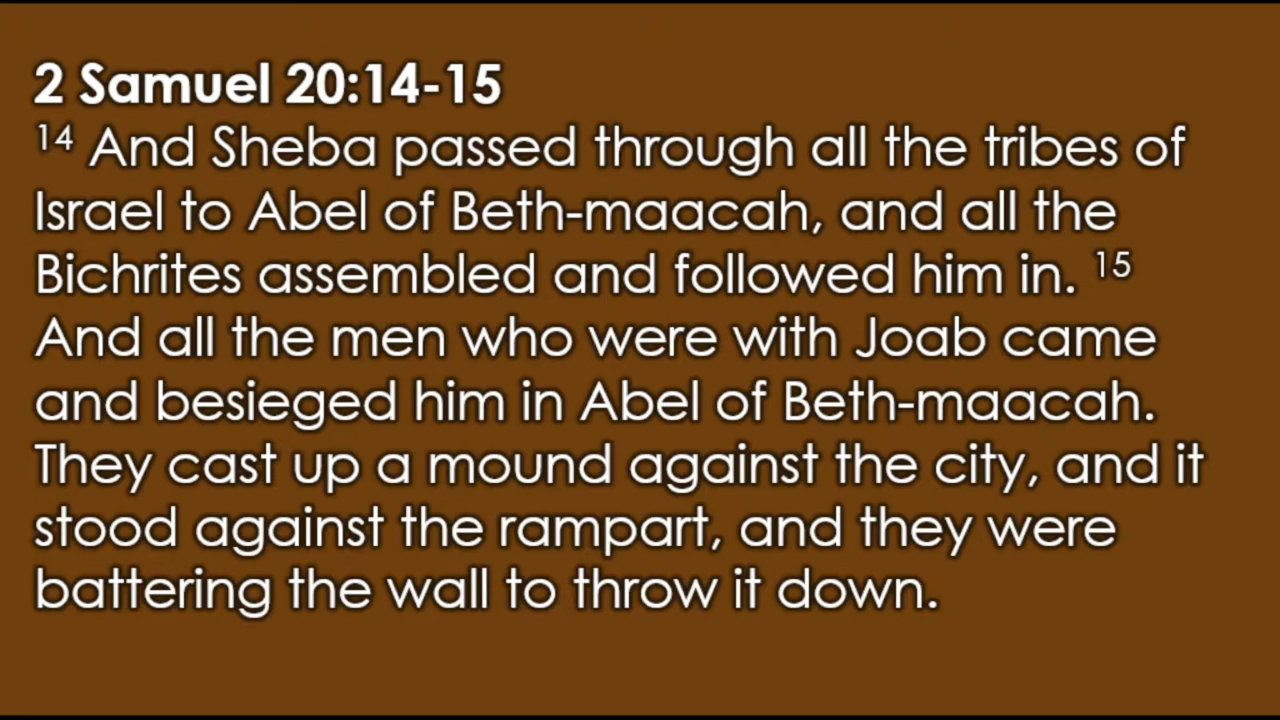 2 Samuel 20:14-15
14 And Sheba passed through all the tribes of
Israel to Abel of Beth-maacah, and all the
Bichrites assembled and followed him in. 15
And all the men who were with Joab came
and besieged him in Abel of Beth-maacah.
They cast up a mound against the city, and it
stood against the rampart, and they were
battering the wall to throw it down.